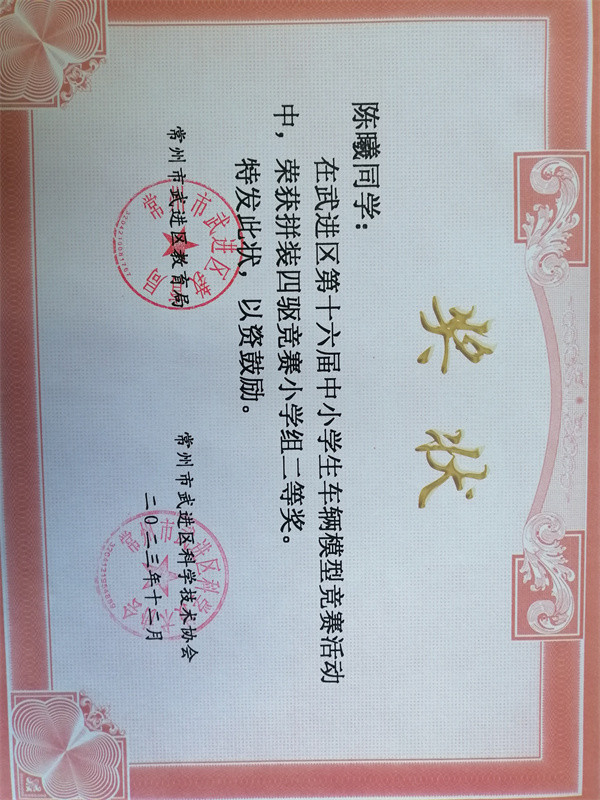 奖状
陈曦同学：
在武进区第十六届中小学生车辆模型竞赛活动
中，荣获拼装四驱竞赛小学组二等奖。
特发此状，以资鼓励。
常州市武进区教育局
常州市武进区科学技术协会
二〇二三年十二月